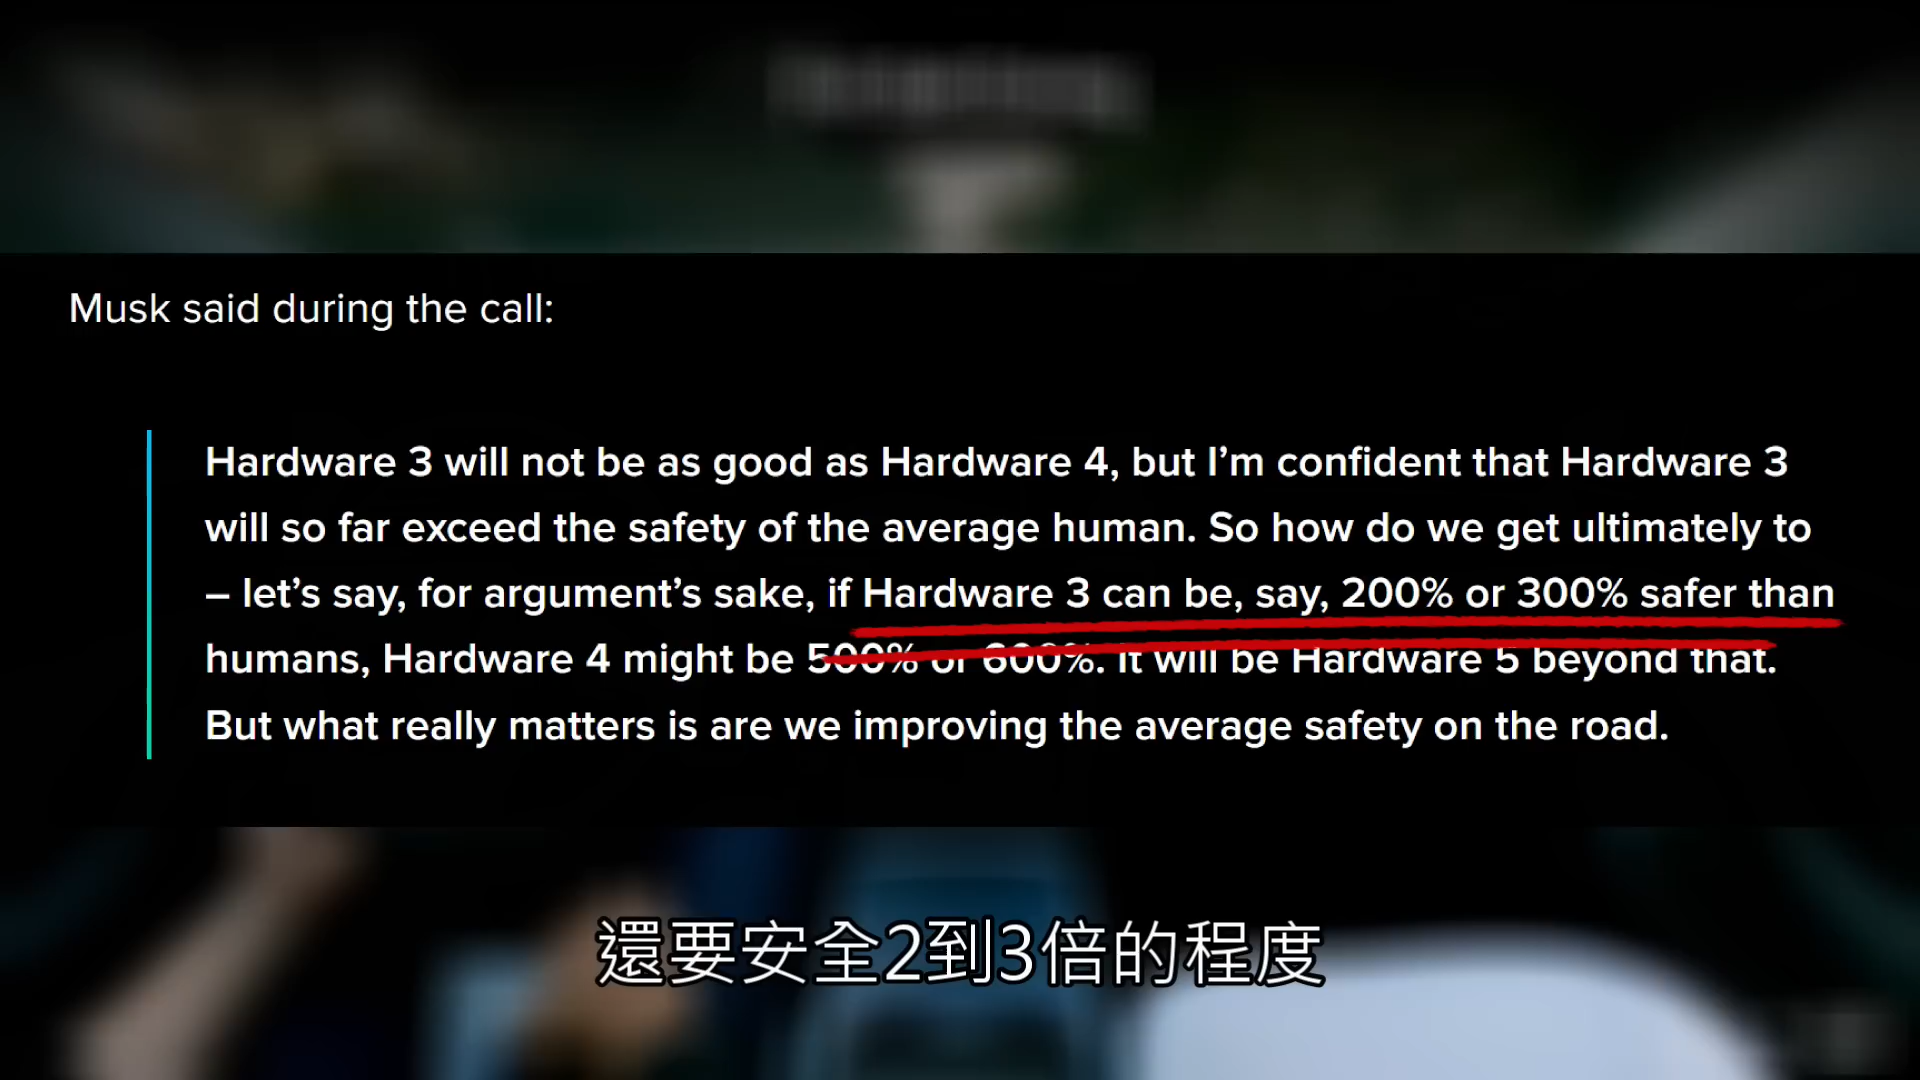 Musk said during the call:
Hardware 3 will not be as good as Hardware 4, but I’m confident that Hardware 3
will so far exceed the safety of the average human. So how do we get ultimately to
– let’s say, for argument’s sake, if Hardware 3 can be, say, 200% or 300% safer than
humans, Hardware 4 might be 500% or 600%. It will be Hardware 5 beyond that.
But what really matters is are we improving the average safety on the road.
還要安全2到3倍的程度